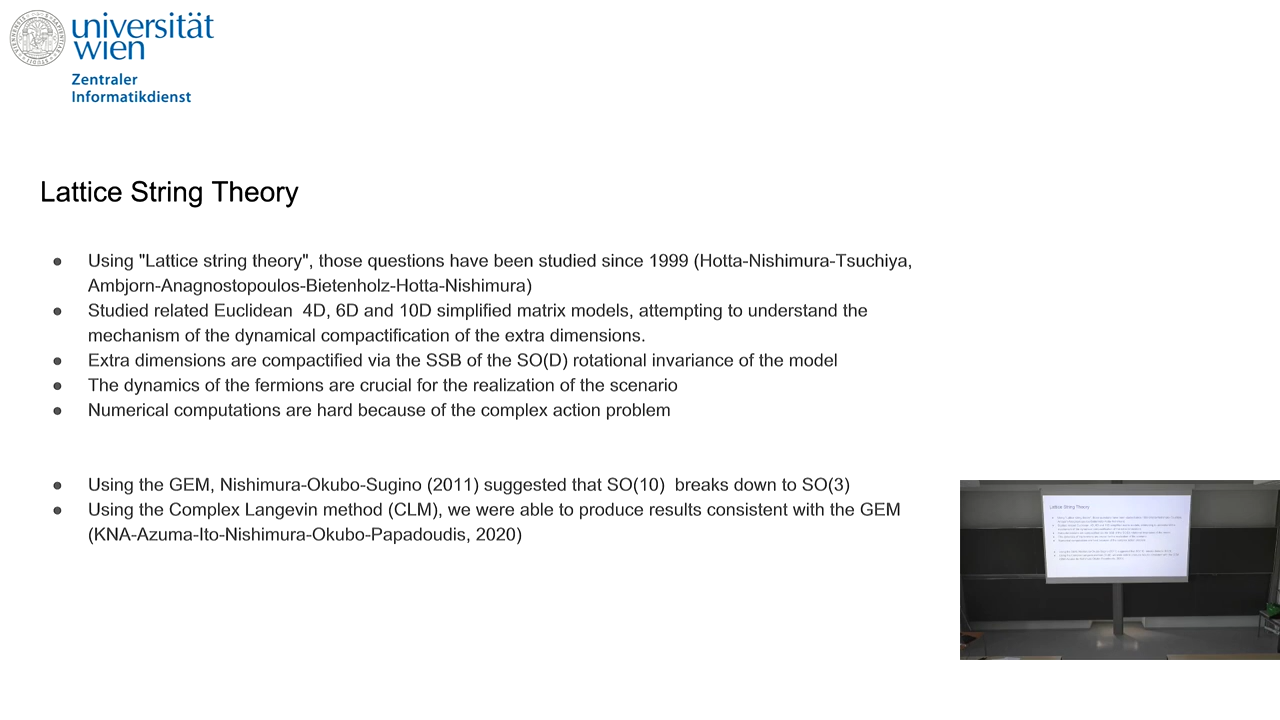 universität
wien
Zentraler
Informatikdienst
Lattice String Theory
● Using "Lattice string theory", those questions have been studied since 1999 (Hotta-Nishimura-Tsuchiya,
Ambjorn-Anagnostopoulos-Bietenholz-Hotta-Nishimura)
● Studied related Euclidean  4D, 6D and 10D simplified matrix models, attempting to understand the
mechanism of the dynamical compactification of the extra dimensions.
● Extra dimensions are compactified via the SSB of the SO(D) rotational invariance of the model
● The dynamics of the fermions are crucial for the realization of the scenario
● Numerical computations are hard because of the complex action problem
● Using the GEM, Nishimura-Okubo-Sugino (2011) suggested that SO(10)  breaks down to SO(3)
● Using the Complex Langevin method (CLM), we were able to produce results consistent with the GEM
(KNA-Azuma-Ito-Nishimura-Okubo-Papadoudis, 2020)
Lattice String Theory